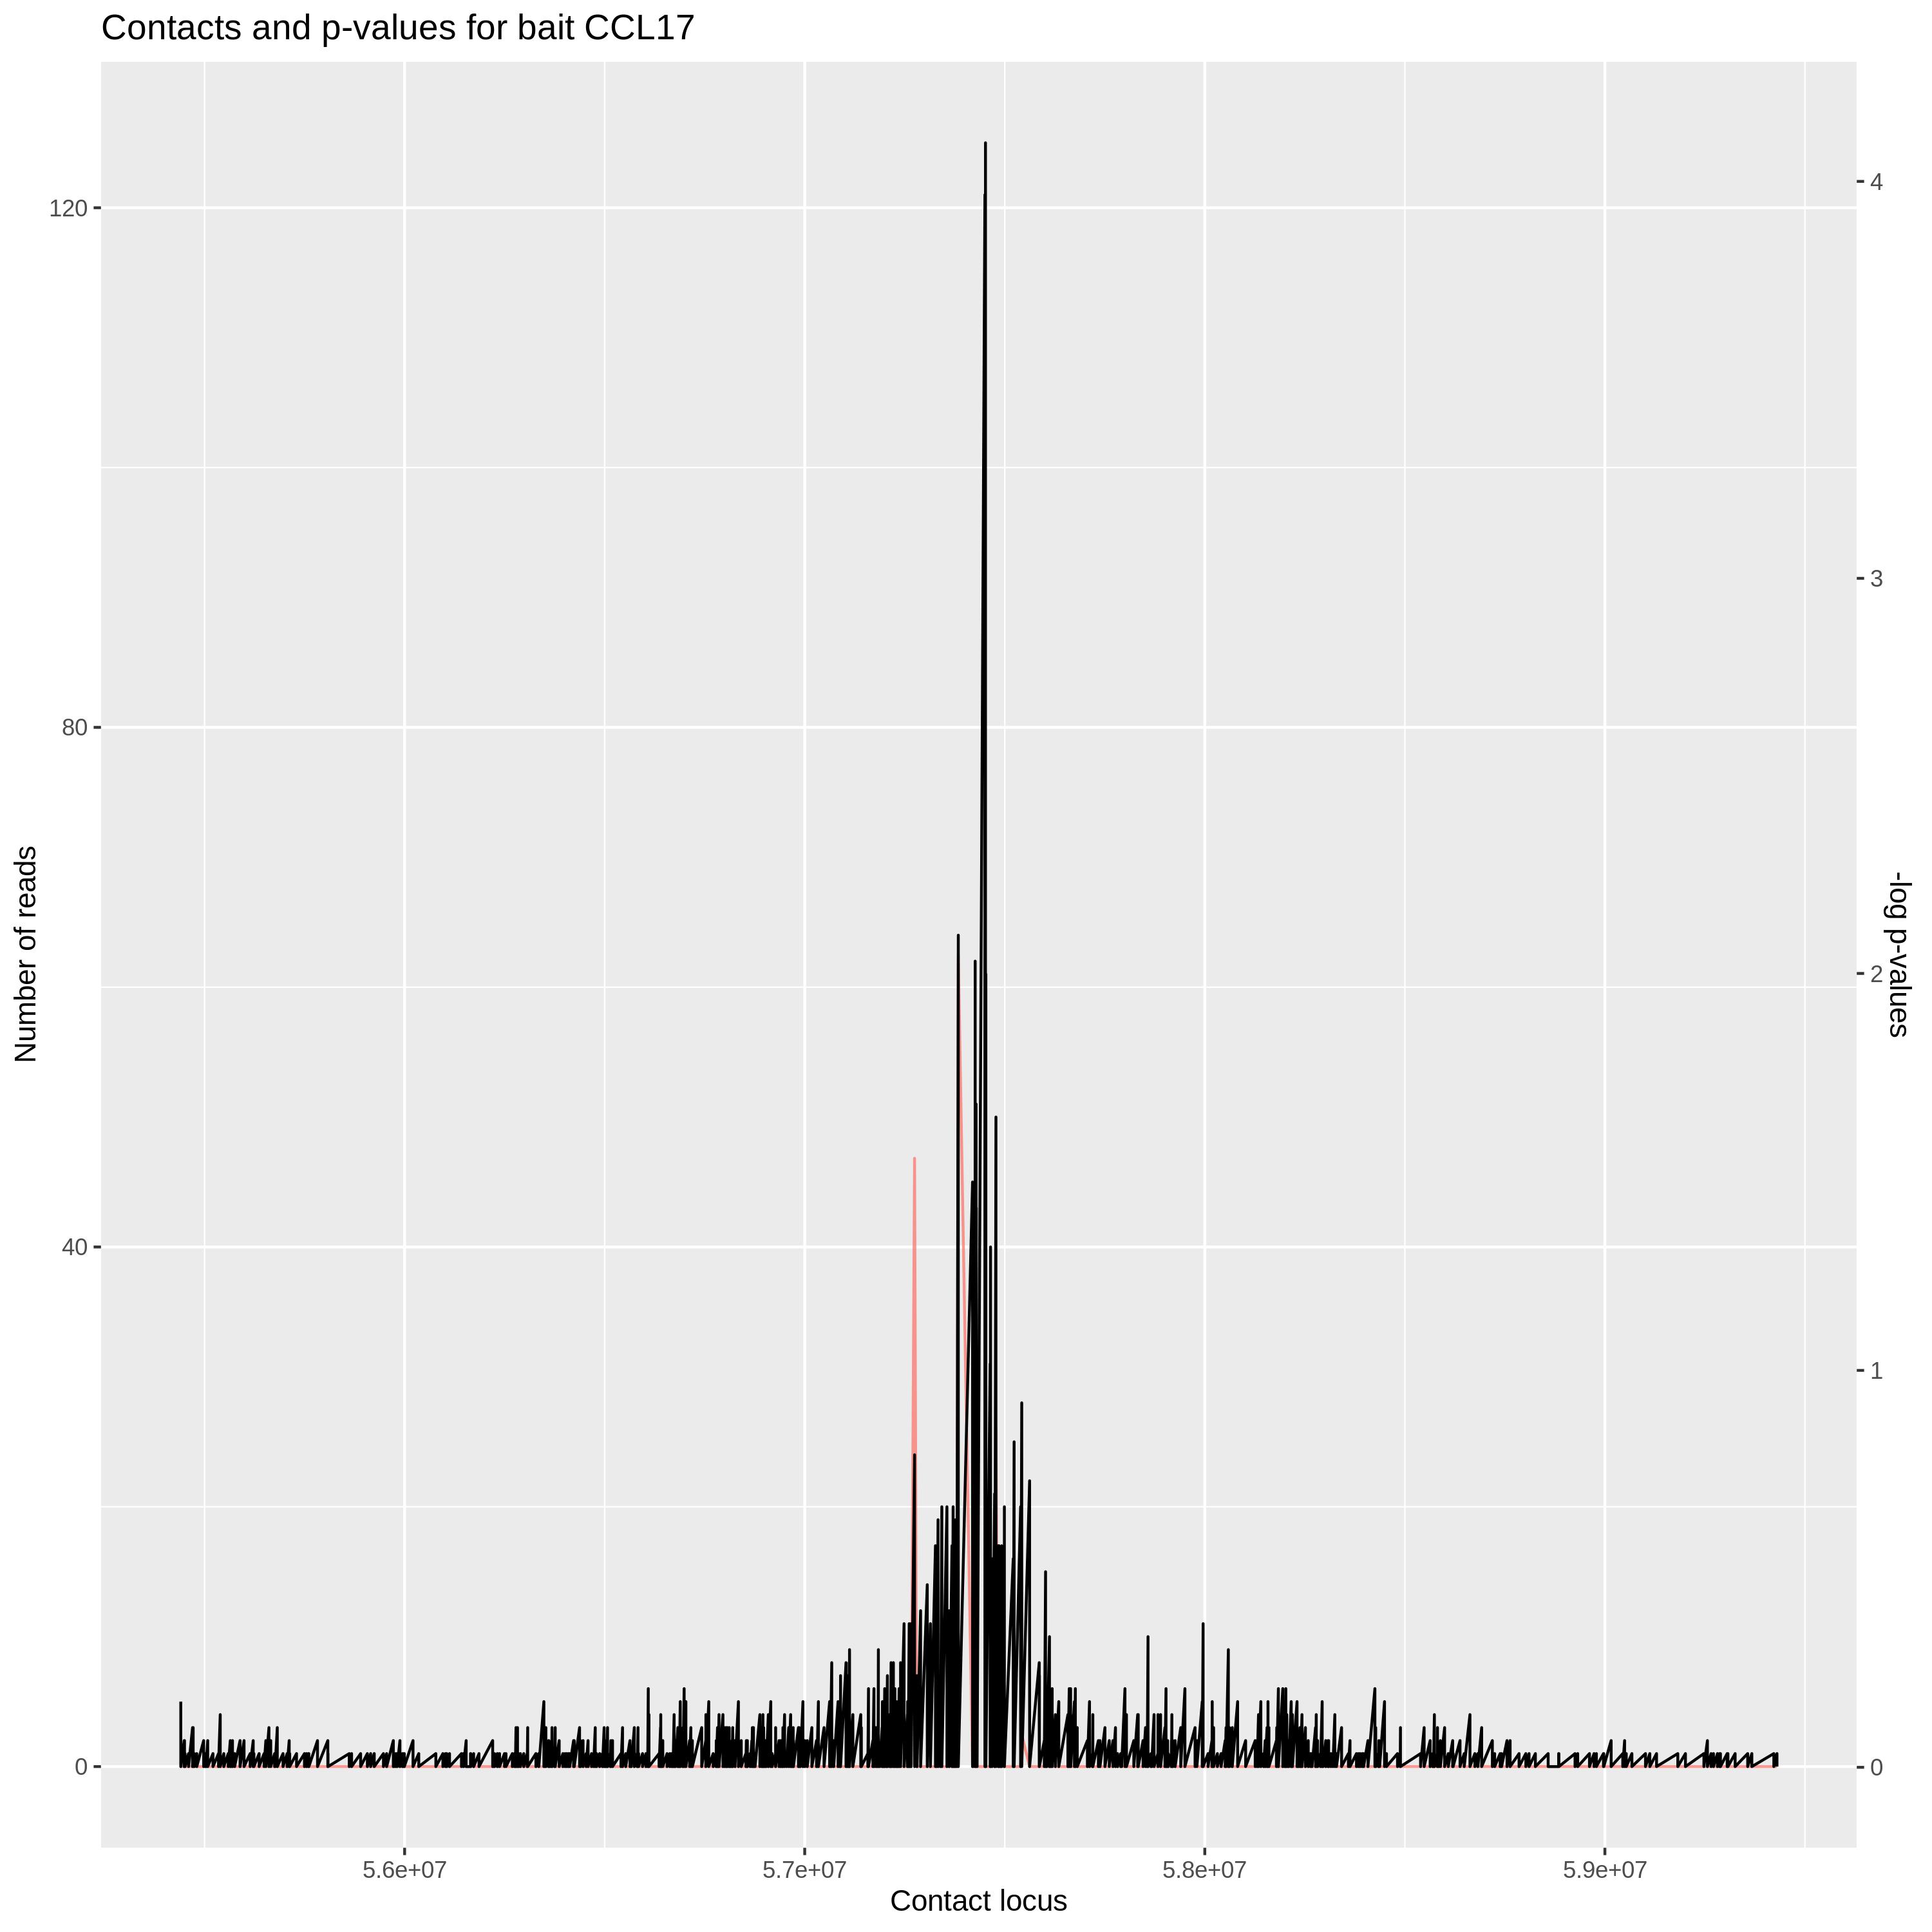 Contacts and p-values for bait CCL17
Number of reads
120
80
40
0
4
3
2
1
0
-log p-values
5.6e+07
5.7e+07
5.8e+07
5.9e+07
Contact locus